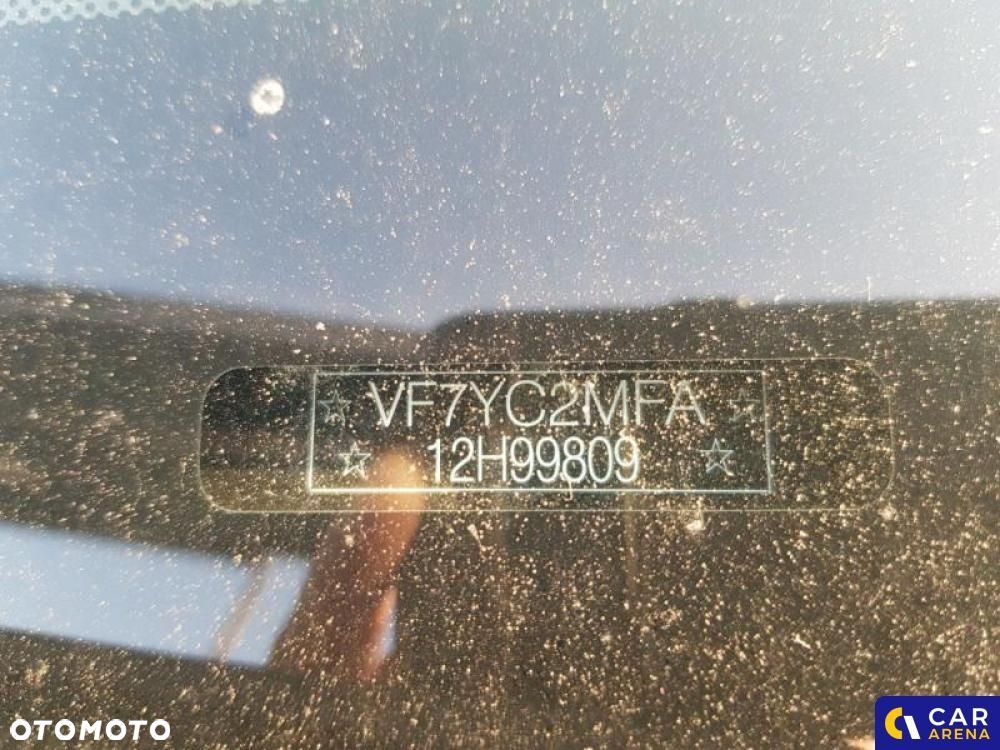 VF7YC2MFA
12H99809
OTOMOTO
CAR
ARENA